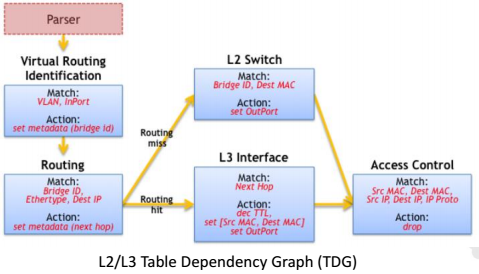 Parser
Virtual Routing
Identification
Match:
VLAN, InPort
Action:
set metadata (bridge id)
Routing
Match:
Bridge ID,
Ethertype, Dest IP
Action:
set metadata (next hop)
Routing
miss
Routing
hit
L2 Switch
Match:
Bridge ID, Dest MAC
Action:
set OutPort
L3 Interface
Match:
Next Hop
Action:
dec TTL,
set [Src MAC, Dest MAC]
set OutPort
Access Control
Match:
Src MAC, Dest MAC,
Src IP, Dest IP, IP Proto
Action:
drop
L2/L3 Table Dependency Graph (TDG)